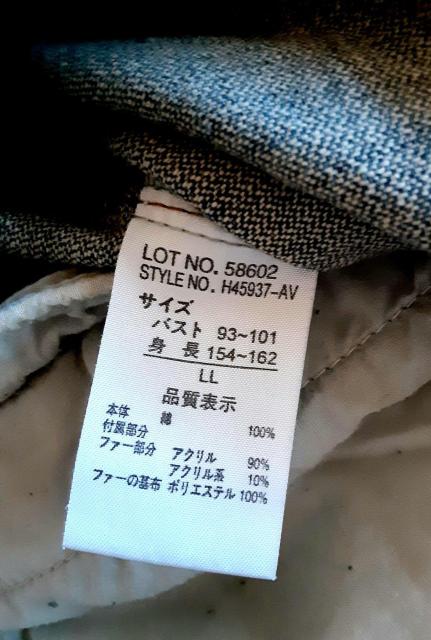 LOT NO. 58602
STYLE NO. H45937-AV
サイズ
バスト 93~101
身 長 154~162
LL
品質表示
本体 綿 100%
付属部分
ファー部分 アクリル 90%
アクリル系 10%
ファーの基布 ポリエステル 100%